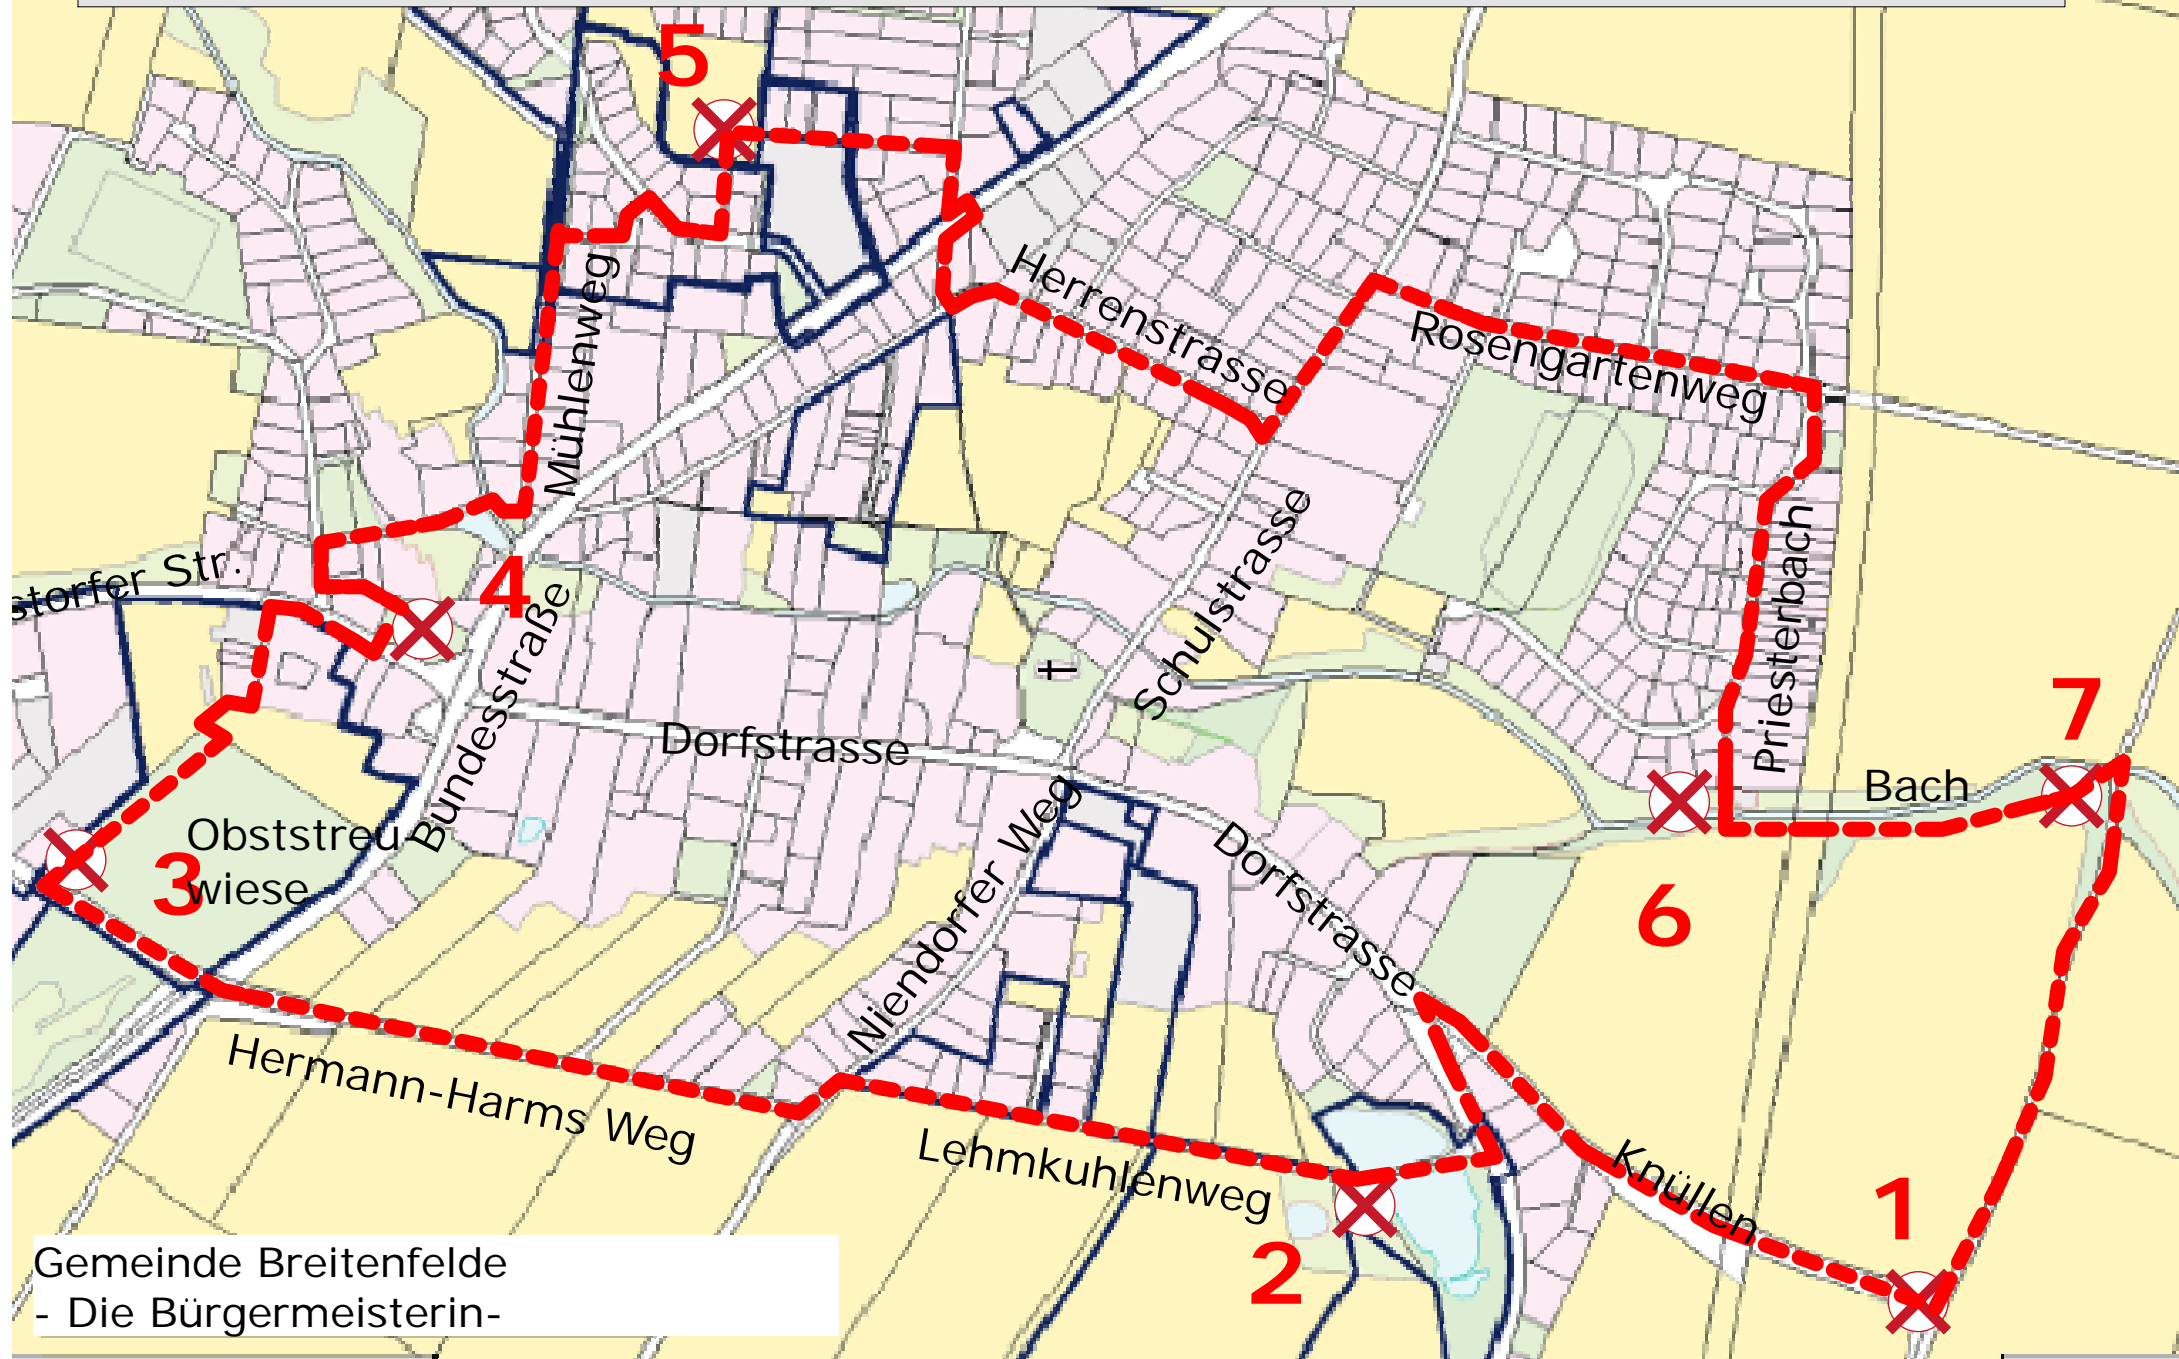 5
Herrenstrasse
Rosengartenweg
Mühlenweg
storfer Str.
4
Bundesstraße
Schulstrasse
Priesterbach
7
Dorfstrasse
Bach
Obststreu-
wiese
3
Niendorfer Weg
Dorfstrasse
6
Hermann-Harms Weg
Lehmkuhlenweg
Knüllen
1
2
Gemeinde Breitenfelde
- Die Bürgermeisterin-